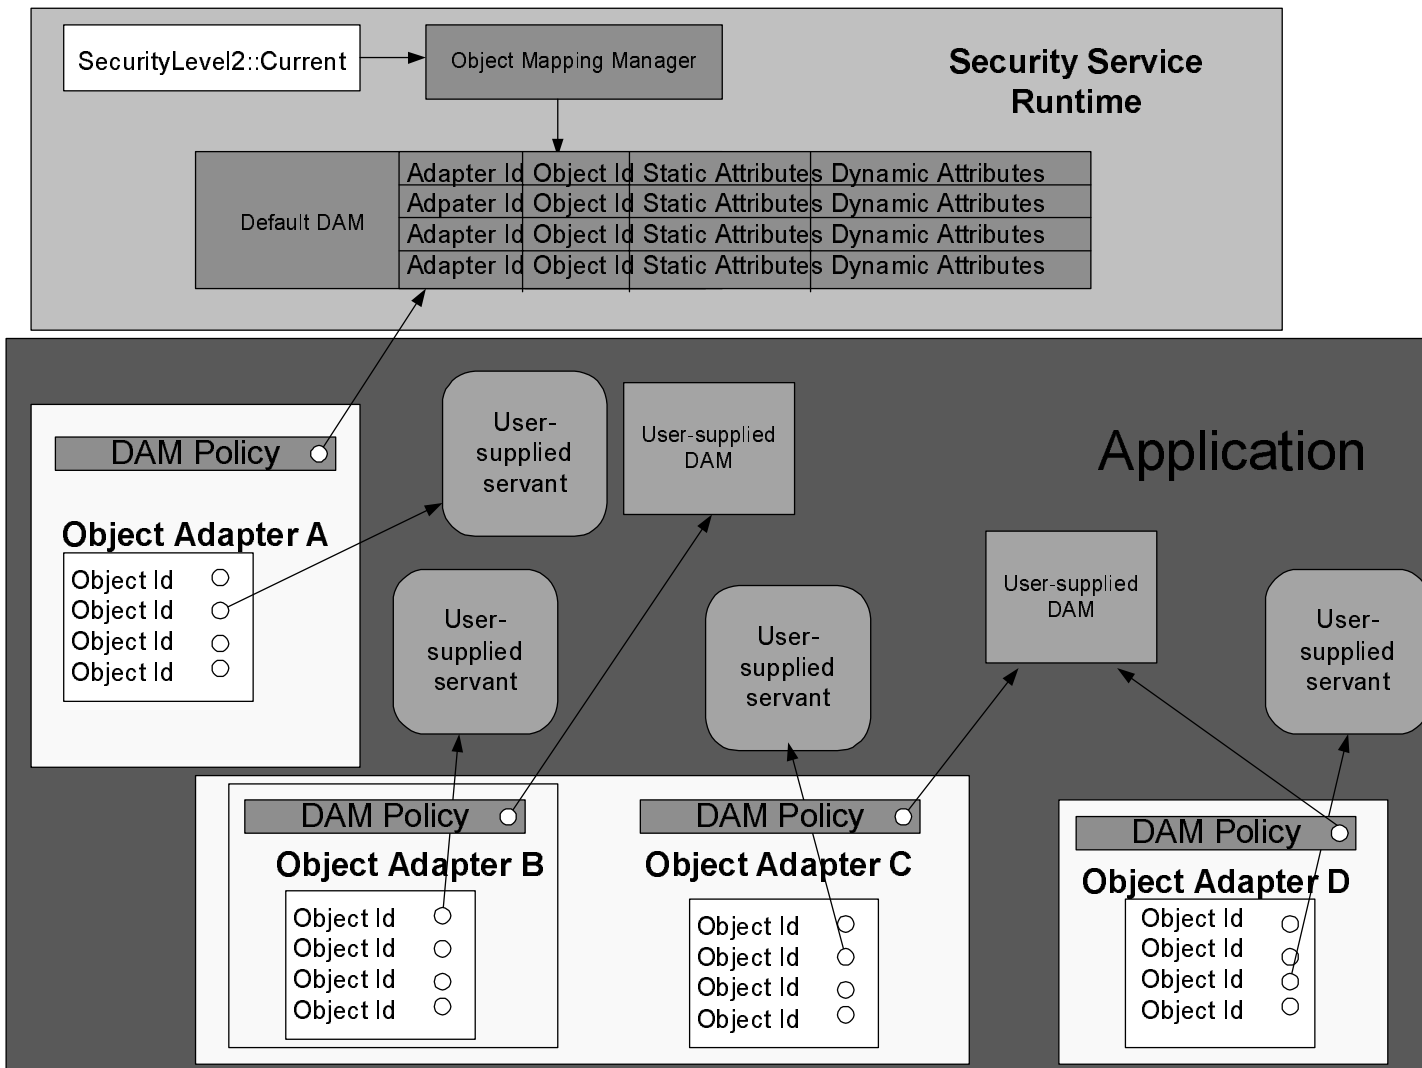 SecurityLevel2::Current
Object Mapping Manager
Security Service
Runtime
Default DAM
Adapter Id Object Id Static Attributes Dynamic Attributes
Adpater Id Object Id Static Attributes Dynamic Attributes
Adapter Id Object Id Static Attributes Dynamic Attributes
Adapter Id Object Id Static Attributes Dynamic Attributes
Application
DAM Policy
Object Adapter A
Object Id
Object Id
Object Id
Object Id
User-
supplied
servant
User-supplied
DAM
User-
supplied
servant
User-
supplied
servant
User-supplied
DAM
User-
supplied
servant
DAM Policy
Object Adapter B
Object Id
Object Id
Object Id
Object Id
DAM Policy
Object Adapter C
Object Id
Object Id
Object Id
Object Id
DAM Policy
Object Adapter D
Object Id
Object Id
Object Id
Object Id